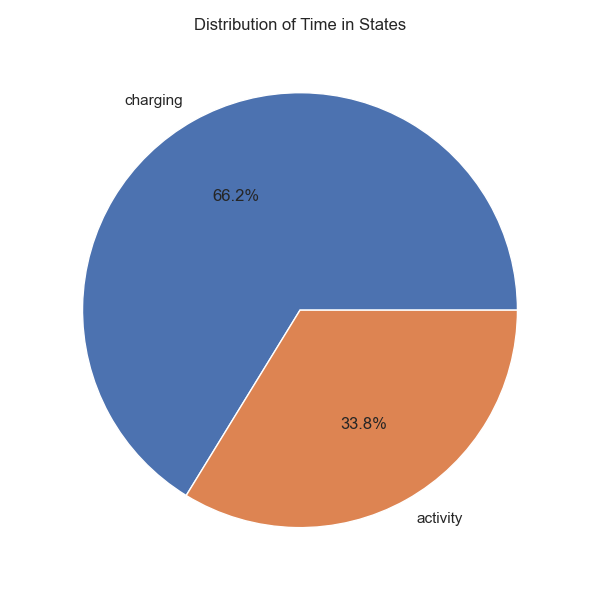 Distribution of Time in States
charging
66.2%
33.8%
activity